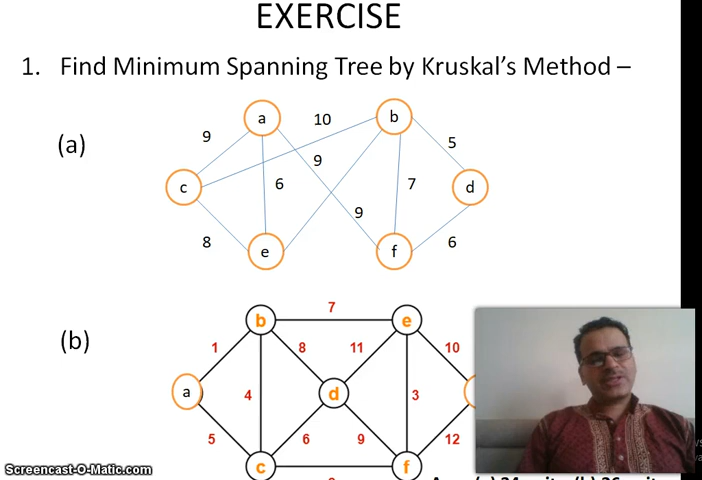 EXERCISE
1. Find Minimum Spanning Tree by Kruskal's Method –
(a)
a
10
b
9
9
5
c
6
7
d
9
8
e
f
6
(b)
b
7
e
1
8
11
10
a
4
d
3
5
6
9
12
c
f
Screencast-O-Matic.com